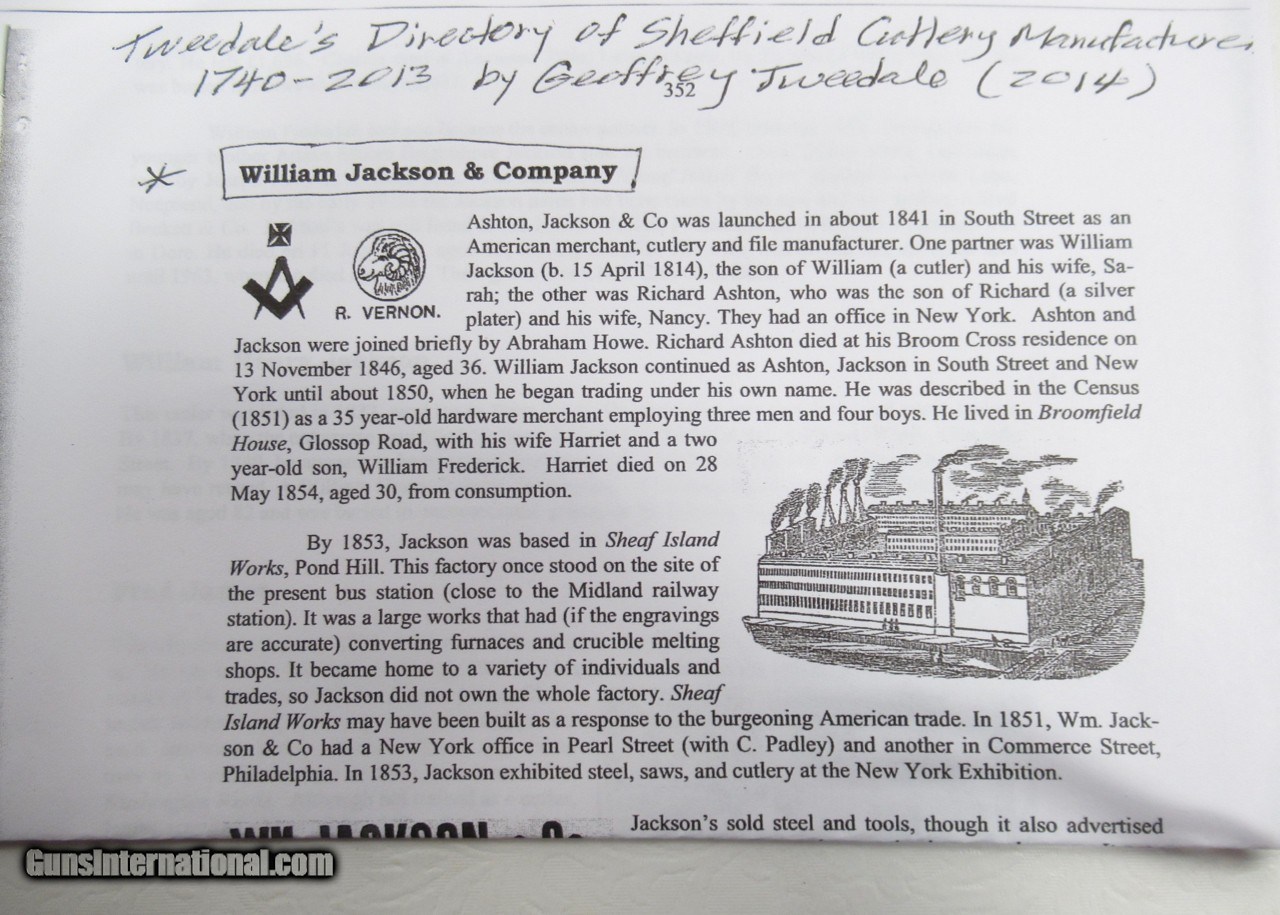 Tweedale's Directory of Sheffield Cutlery Manufacturers
1740-2013 by Geoffrey Tweedale (2014)
352
William Jackson & Company
R. VERNON.
Ashton, Jackson & Co was launched in about 1841 in South Street as an
American merchant, cutlery and file manufacturer. One partner was William
Jackson (b. 15 April 1814), the son of William (a cutler) and his wife, Sa-
rah; the other was Richard Ashton, who was the son of Richard (a silver
plater) and his wife, Nancy. They had an office in New York. Ashton and
Jackson were joined briefly by Abraham Howe. Richard Ashton died at his Broom Cross residence on
13 November 1846, aged 36. William Jackson continued as Ashton, Jackson in South Street and New
York until about 1850, when he began trading under his own name. He was described in the Census
(1851) as a 35 year-old hardware merchant employing three men and four boys. He lived in Broomfield
House, Glossop Road, with his wife Harriet and a two
year-old son, William Frederick. Harriet died on 28
May 1854, aged 30, from consumption.
By 1853, Jackson was based in Sheaf Island
Works, Pond Hill. This factory once stood on the site of
the present bus station (close to the Midland railway
station). It was a large works that had (if the engravings
are accurate) converting furnaces and crucible melting
shops. It became home to a variety of individuals and
trades, so Jackson did not own the whole factory. Sheaf
Island Works may have been built as a response to the burgeoning American trade. In 1851, Wm. Jack-
son & Co had a New York office in Pearl Street (with C. Padley) and another in Commerce Street,
Philadelphia. In 1853, Jackson exhibited steel, saws, and cutlery at the New York Exhibition.
WM JACKSON & Co.
Jackson's sold steel and tools, though it also advertised
GunsInternational.com